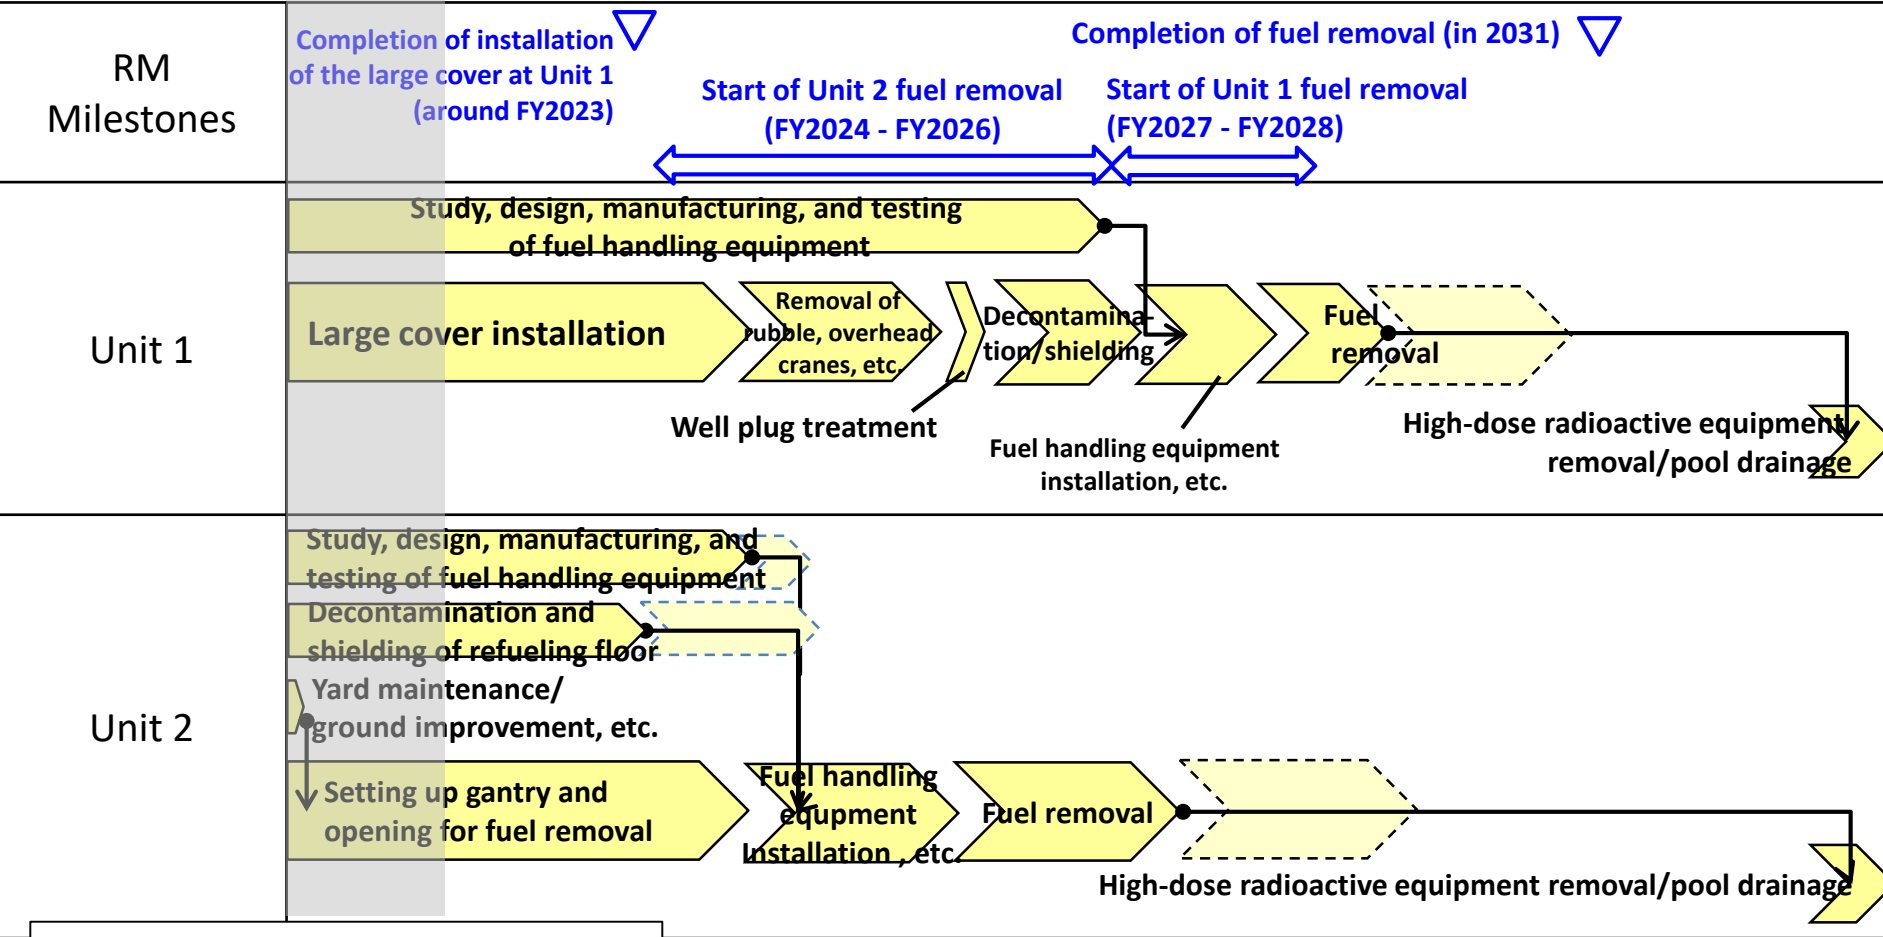 RM
Milestones
Completion of installation
of the large cover at Unit 1
(around FY2023)
Start of Unit 2 fuel removal
(FY2024 - FY2026)
Completion of fuel removal (in 2031)
Start of Unit 1 fuel removal
(FY2027 - FY2028)
Unit 1
Study, design, manufacturing, and testing
of fuel handling equipment
Large cover installation
Removal of
rubble, overhead
cranes, etc.
Well plug treatment
Decontamina-
tion/shielding
Fuel handling equipment
installation, etc.
Fuel
removal
High-dose radioactive equipment
removal/pool drainage
Unit 2
Study, design, manufacturing, and
testing of fuel handling equipment
Decontamination and
shielding of refueling floor
Yard maintenance/
ground improvement, etc.
Setting up gantry and
opening for fuel removal
Fuel handling
equpment
Installation , etc.
Fuel removal
High-dose radioactive equipment removal/pool drainage